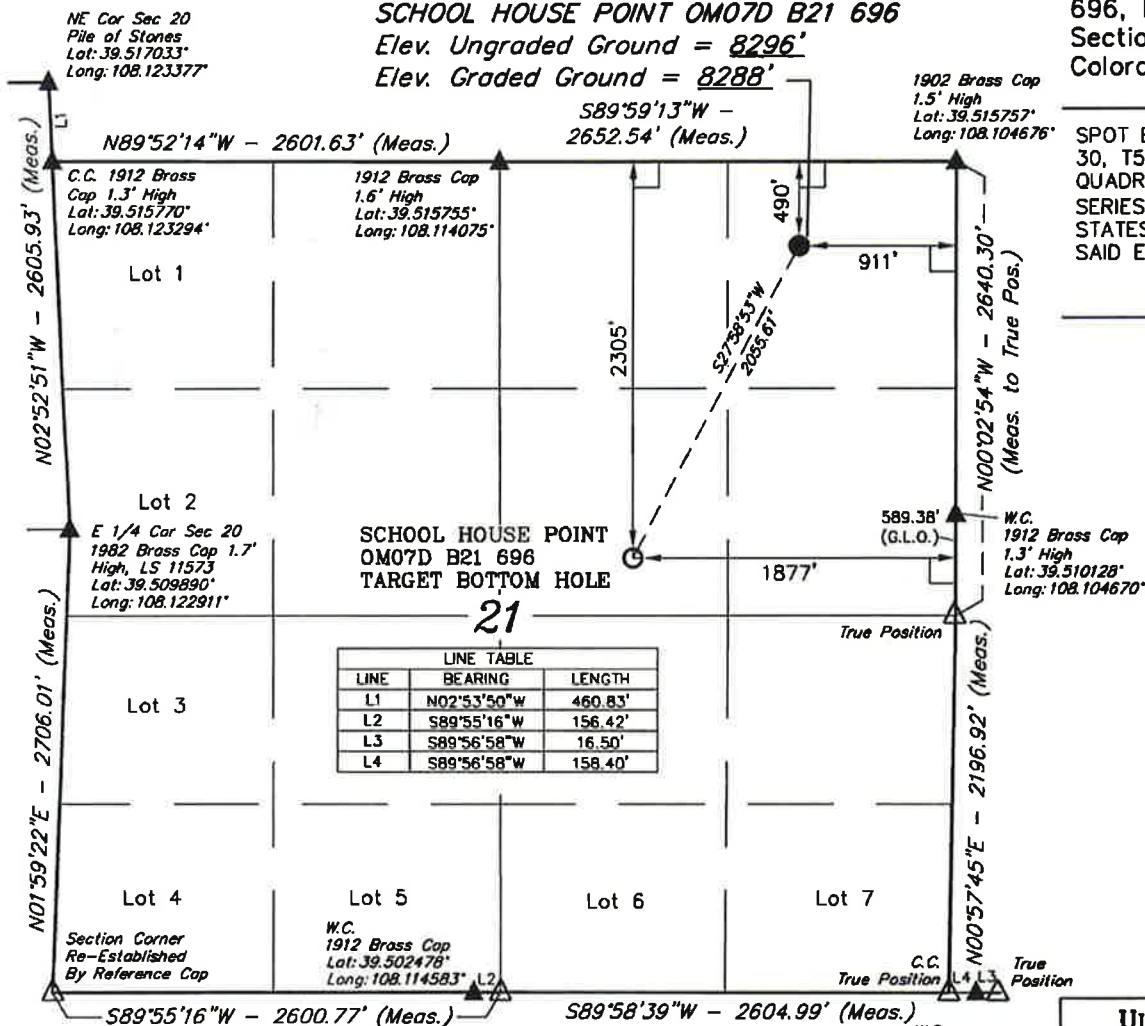 SCHOOL HOUSE POINT OM07D B21 696
Elev. Ungraded Ground = 8296'
Elev. Graded Ground = 8288'
696,
Section
Colora
SPOT E
30, T5
QUADR
SERIES
STATES
SAID E
NE Cor Sec 20
Pile of Stones
Lat: 39.517033°
Long: 108.123377°
L1
N89°52'14"W - 2601.63' (Meas.)
S89°59'13"W -
2652.54' (Meas.)
1902 Brass Cap
1.5' High
Lat: 39.515757°
Long: 108.104676°
C.C. 1912 Brass
Cap 1.3' High
Lat: 39.515770°
Long: 108.123294°
1912 Brass Cap
1.6' High
Lat: 39.515755°
Long: 108.114075°
N02°52'51"W - 2605.93' (Meas.)
Lot 1
490'
911'
2305'
S27°58'53"W
2055.61'
N00°02'54"W - 2640.30'
(Meas. to True Pos.)
Lot 2
E 1/4 Cor Sec 20
1982 Brass Cap 1.7'
High, LS 11573
Lat: 39.509890°
Long: 108.122911°
SCHOOL HOUSE POINT
OM07D B21 696
TARGET BOTTOM HOLE
21
589.38'
(G.L.O.)
1877'
W.C.
1912 Brass Cap
1.3' High
Lat: 39.510128°
Long: 108.104670°
True Position
LINE TABLE
LINE BEARING LENGTH
L1 N02°53'50"W 460.83'
L2 S89°55'16"W 156.42'
L3 S89°56'58"W 16.50'
L4 S89°56'58"W 158.40'
N01°59'22"E - 2706.01' (Meas.)
Lot 3
N00°57'45"E - 2196.92' (Meas.)
Lot 4
Lot 5
Lot 6
Lot 7
Section Corner
Re-Established
By Reference Cap
W.C.
1912 Brass Cap
Lat: 39.502478°
Long: 108.114583°
L2
C.C.
True Position
L4
L3
True
Position
S89°55'16"W - 2600.77' (Meas.)
S89°58'39"W - 2604.99' (Meas.)